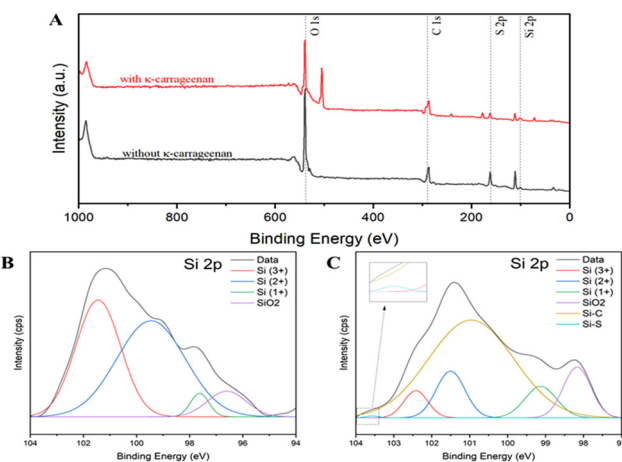 A
O 1s
C 1s
S 2p
Si 2p
with κ-carrageenan
without κ-carrageenan
Intensity (a.u.)
1000 800 600 400 200 0
Binding Energy (eV)
B
Si 2p
Data
Si (3+)
Si (2+)
Si (1+)
SiO2
Intensity (cps)
104 102 100 98 96 94
Binding Energy (eV)
C
Si 2p
Data
Si (3+)
Si (2+)
Si (1+)
SiO2
Si-C
Si-S
Intensity (cps)
104 103 102 101 100 99 98
Binding Energy (eV)